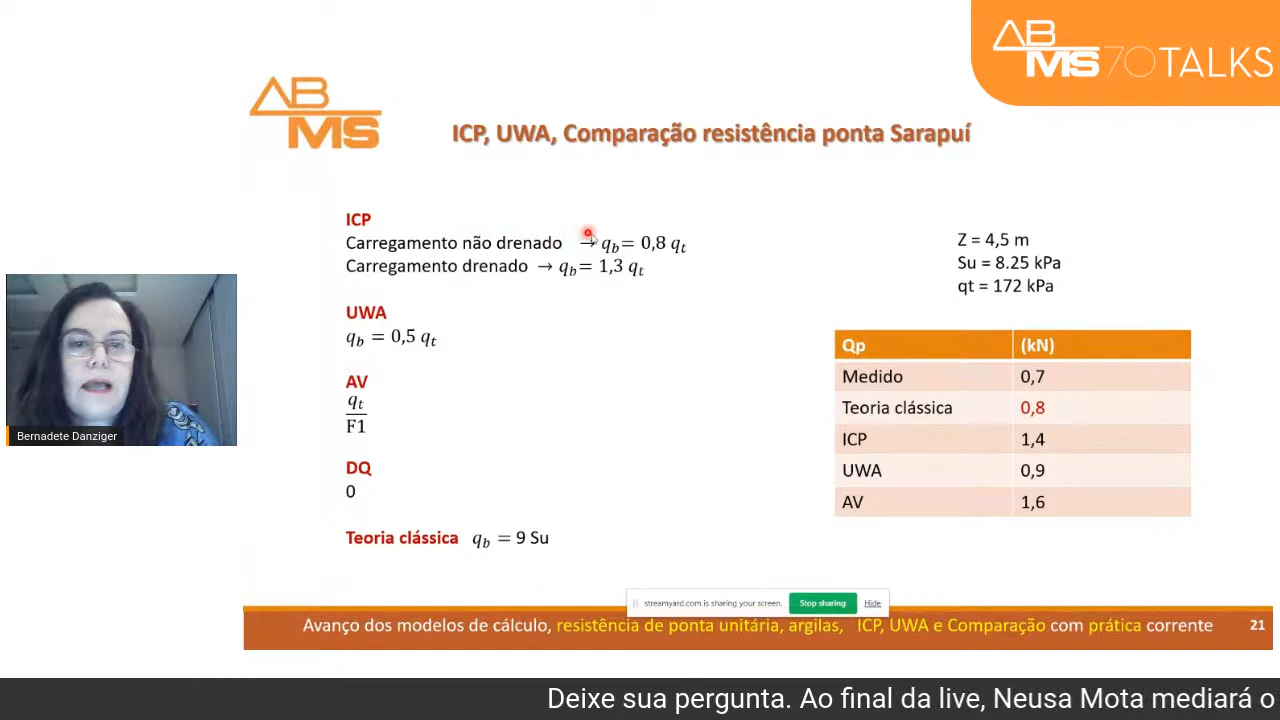 ABMS 70 TALKS
ABMS
ICP, UWA, Comparação resistência ponta Sarapuí
ICP
Carregamento não drenado → qb = 0,8 qt
Carregamento drenado → qb = 1,3 qt
UWA
qb = 0,5 qt
AV
qt
F1
DQ
0
Teoria clássica qb = 9 Su
Z = 4,5 m
Su = 8.25 kPa
qt = 172 kPa
Qp (kN)
Medido 0,7
Teoria clássica 0,8
ICP 1,4
UWA 0,9
AV 1,6
Bernadete Danziger
streamyard.com is sharing your screen. Stop sharing Hide
Avanço dos modelos de cálculo, resistência de ponta unitária, argilas, ICP, UWA e Comparação com prática corrente 21
Deixe sua pergunta. Ao final da live, Neusa Mota mediará o